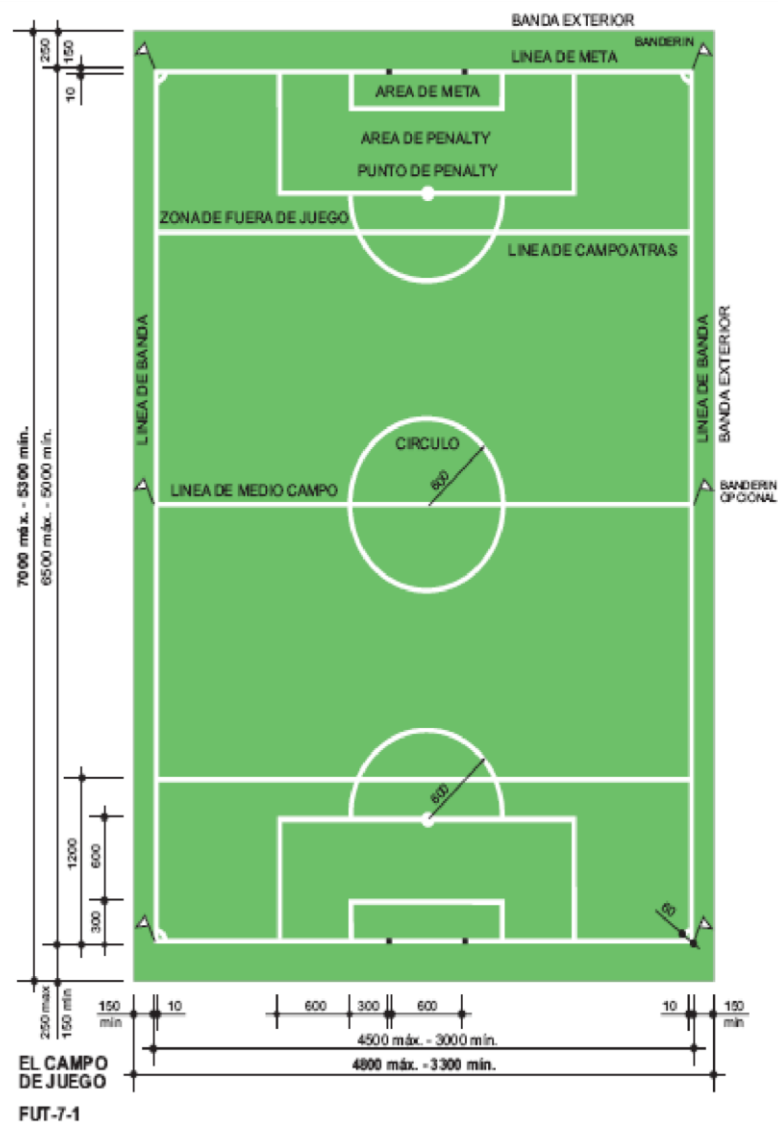 BANDA EXTERIOR
BANDERIN
LINEA DE META
250
150
10
AREA DE META
AREA DE PENALTY
PUNTO DE PENALTY
ZONA DE FUERA DE JUEGO
LINEA DE CAMPO ATRAS
LINEA DE BANDA
LINEA DE BANDA
BANDA EXTERIOR
CIRCULO
600
LINEA DE MEDIO CAMPO
BANDERIN
OPCIONAL
7000 máx. - 5300 mín.
6500 máx. - 5000 mín.
600
1200
600
300
60
250 max
150 mín
150
mín
10
600
300
600
10
150
mín
4500 máx. - 3000 mín.
4800 máx. - 3300 mín.
EL CAMPO
DE JUEGO
FUT-7-1